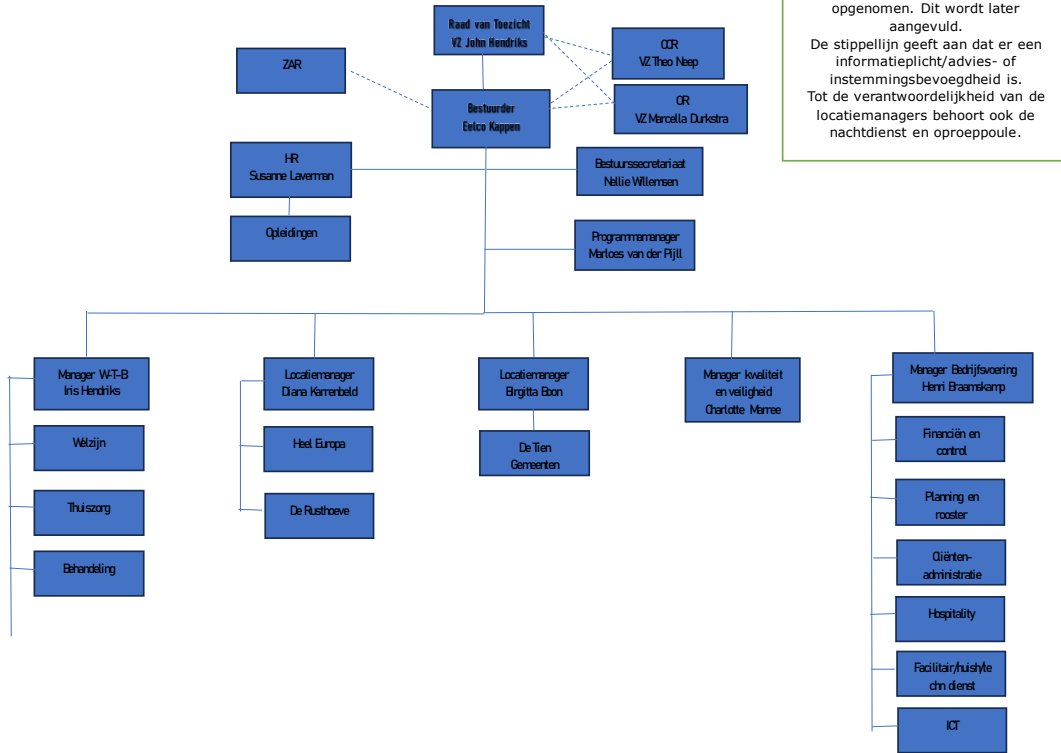 opgenomen. Dit wordt later
aangevuld.
De stippellijn geeft aan dat er een
informatieplicht/advies- of
instemmingsbevoegdheid is.
Tot de verantwoordelijkheid van de
locatiemanagers behoort ook de
nachtdienst en oproeppoule.
Raad van Toezicht
VZ John Hendriks
CCR
VZ Theo Neep
ZAR
Bestuurder
Eelco Kappen
OR
VZ Marcella Durkstra
HR
Susanne Laverman
Bestuurssecretariaat
Nellie Willemsen
Opleidingen
Programmamanager
Marloes van der Pijll
Manager W-T-B
Iris Hendriks
Locatiemanager
Diana Karrenbeld
Locatiemanager
Birgitta Boon
Manager kwaliteit
en veiligheid
Charlotte Marree
Manager Bedrijfsvoering
Henri Braamskamp
Welzijn
Heel Europa
De Tien
Gemeenten
Financiën en
control
Thuiszorg
De Rusthoeve
Planning en
rooster
Behandeling
Cliënten-
administratie
Hospitality
Facilitair/huish/te
chn dienst
ICT